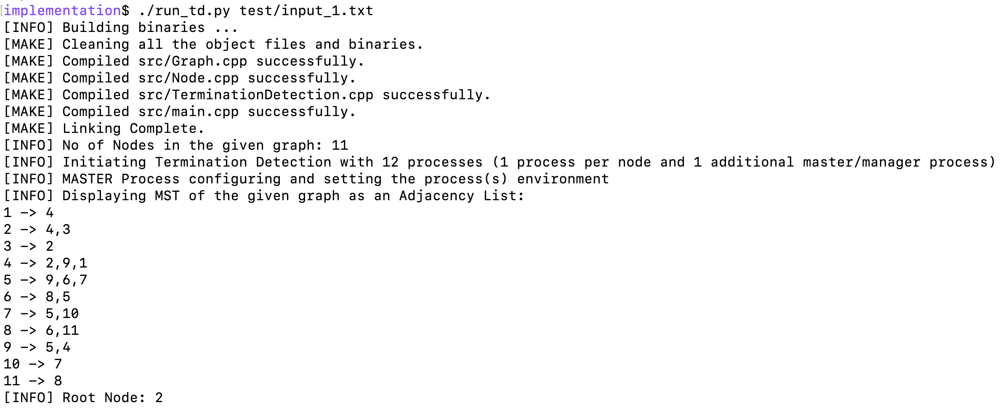 implementation$ ./run_td.py test/input_1.txt
[INFO] Building binaries ...
[MAKE] Cleaning all the object files and binaries.
[MAKE] Compiled src/Graph.cpp successfully.
[MAKE] Compiled src/Node.cpp successfully.
[MAKE] Compiled src/TerminationDetection.cpp successfully.
[MAKE] Compiled src/main.cpp successfully.
[MAKE] Linking Complete.
[INFO] No of Nodes in the given graph: 11
[INFO] Initiating Termination Detection with 12 processes (1 process per node and 1 additional master/manager process)
[INFO] MASTER Process configuring and setting the process(s) environment
[INFO] Displaying MST of the given graph as an Adjacency List:
1 —> 4
2 —> 4,3
3 —> 2
4 —> 2,9,1
5 —> 9,6,7
6 —> 8,5
7 —> 5,10
8 —> 6,11
9 —> 5,4
10 —> 7
11 —> 8
[INFO] Root Node: 2